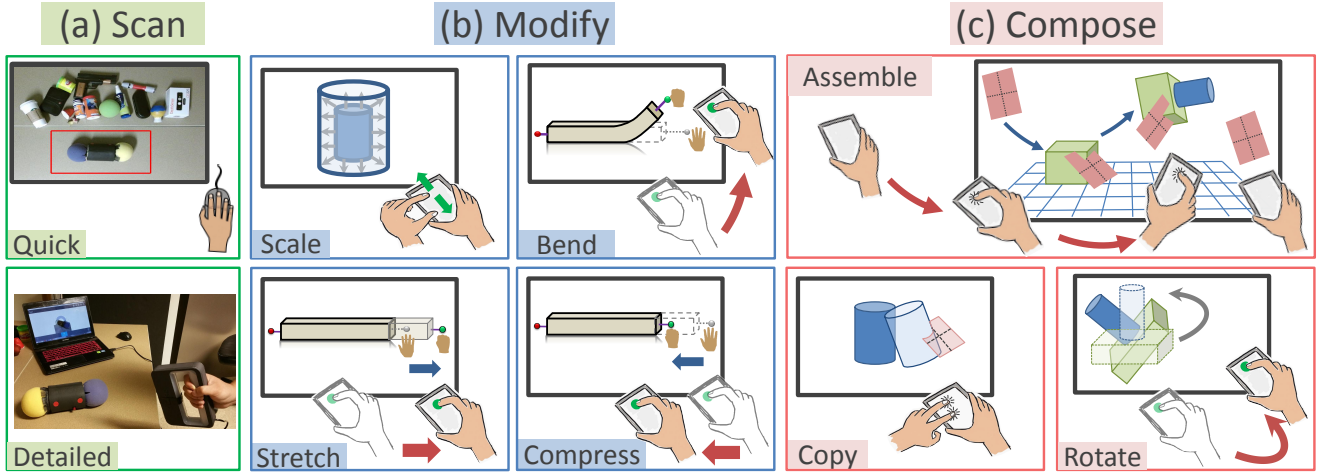 (a) Scan
(b) Modify
(c) Compose
Quick
Scale
Bend
Assemble
Detailed
Stretch
Compress
Copy
Rotate